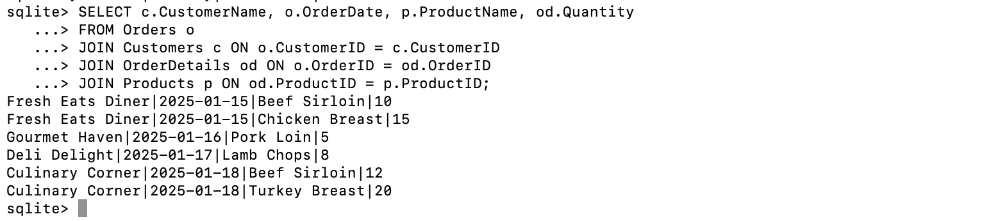 sqlite> SELECT c.CustomerName, o.OrderDate, p.ProductName, od.Quantity
   ...> FROM Orders o
   ...> JOIN Customers c ON o.CustomerID = c.CustomerID
   ...> JOIN OrderDetails od ON o.OrderID = od.OrderID
   ...> JOIN Products p ON od.ProductID = p.ProductID;
Fresh Eats Diner|2025-01-15|Beef Sirloin|10
Fresh Eats Diner|2025-01-15|Chicken Breast|15
Gourmet Haven|2025-01-16|Pork Loin|5
Deli Delight|2025-01-17|Lamb Chops|8
Culinary Corner|2025-01-18|Beef Sirloin|12
Culinary Corner|2025-01-18|Turkey Breast|20
sqlite>